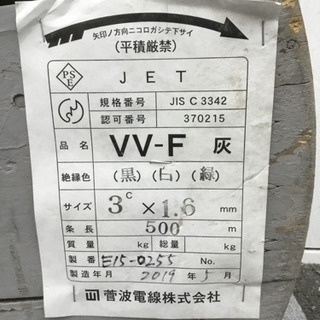 矢印ノ方向ニコロガシテ下サイ
(平積厳禁)
PSE JET
規格番号 JIS C 3342
認可番号 370215
品名 VV-F 灰
絶縁色 (黒)(白)(緑)
サイズ 3C×1.6 mm
条長 500 m
質量 kg 総量 kg
製番 E15-0255 No.
製造年月 2019年5月
菅波電線株式会社